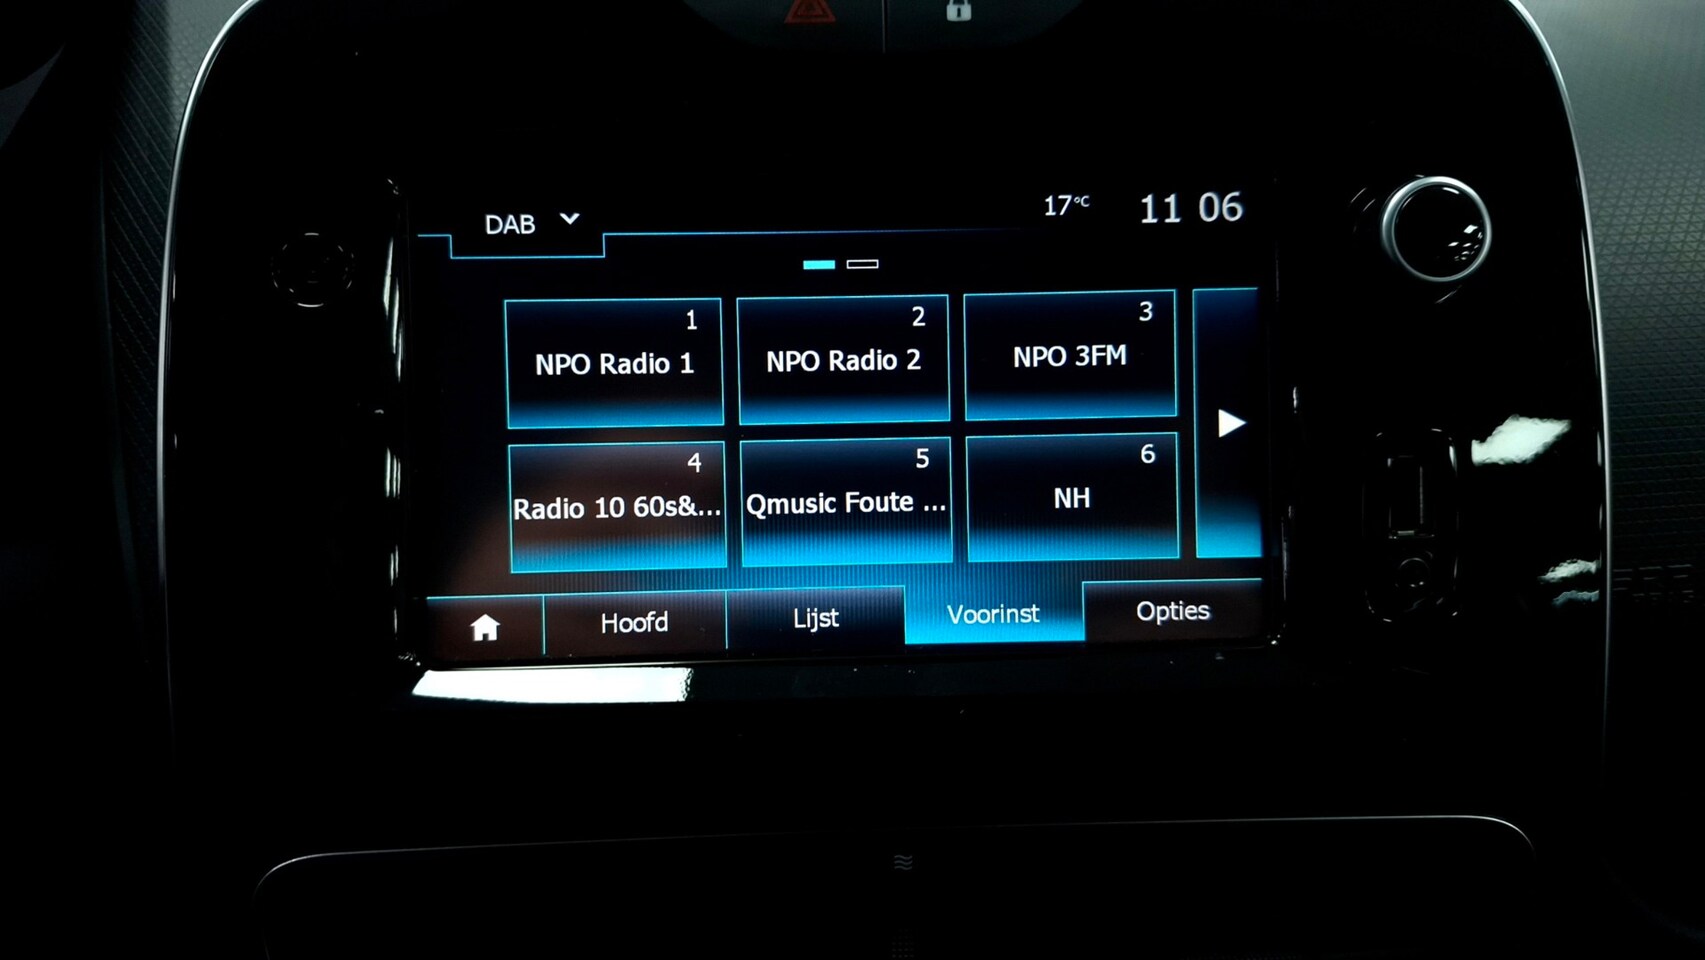 DAB
17°C
11 06
1
NPO Radio 1
2
NPO Radio 2
3
NPO 3FM
4
Radio 10 60s&...
5
Qmusic Foute ...
6
NH
Hoofd
Lijst
Voorinst
Opties